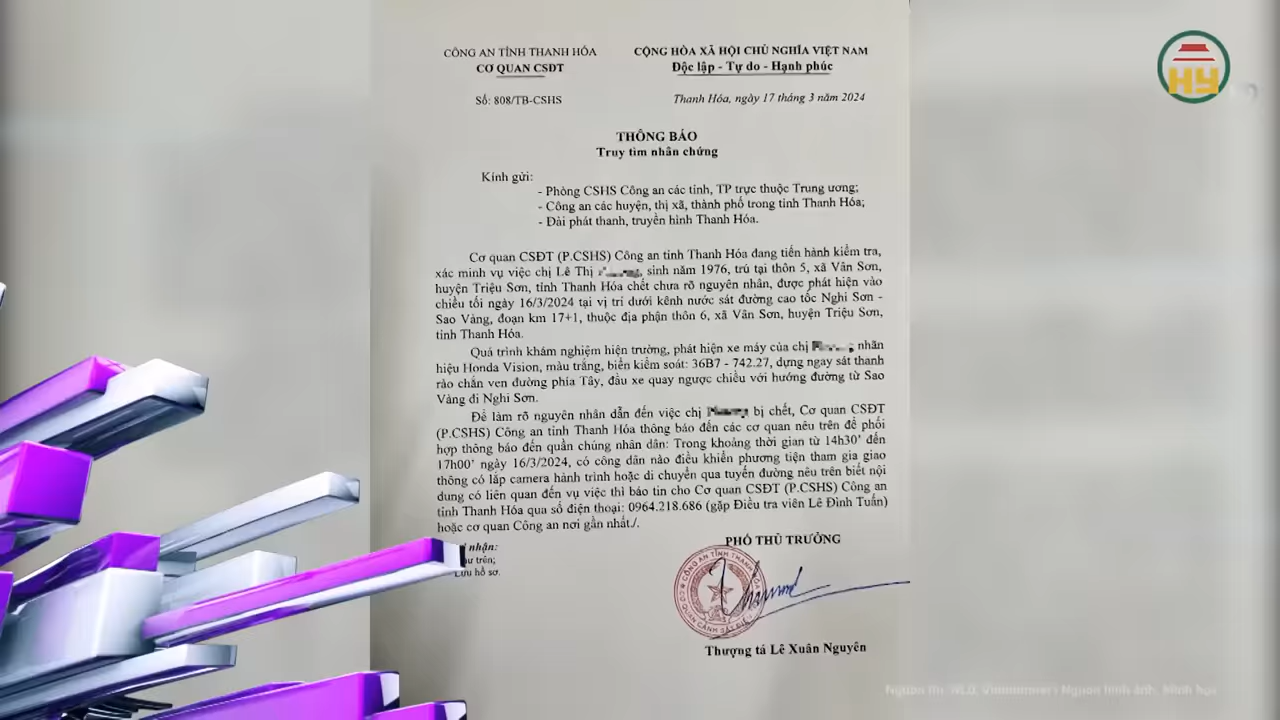 CÔNG AN TỈNH THANH HÓA
CƠ QUAN CSĐT
Số: 808/TB-CSHS
CỘNG HÒA XÃ HỘI CHỦ NGHĨA VIỆT NAM
Độc lập - Tự do - Hạnh phúc
Thanh Hóa, ngày 17 tháng 3 năm 2024
HY
THÔNG BÁO
Truy tìm nhân chứng
Kính gửi:
- Phòng CSHS Công an các tỉnh, TP trực thuộc Trung ương;
- Công an các huyện, thị xã, thành phố trong tỉnh Thanh Hóa;
- Đài phát thanh, truyền hình Thanh Hóa.
Cơ quan CSĐT (P.CSHS) Công an tỉnh Thanh Hóa đang tiến hành kiểm tra,
xác minh vụ việc chị Lê Thị , sinh năm 1976, trú tại thôn 5, xã Vân Sơn,
huyện Triệu Sơn, tỉnh Thanh Hóa chết chưa rõ nguyên nhân, được phát hiện vào
chiều tối ngày 16/3/2024 tại vị trí dưới kênh nước sát đường cao tốc Nghi Sơn -
Sao Vàng, đoạn km 17+1, thuộc địa phận thôn 6, xã Vân Sơn, huyện Triệu Sơn,
tỉnh Thanh Hóa.
Quá trình khám nghiệm hiện trường, phát hiện xe máy của chị , nhãn
hiệu Honda Vision, màu trắng, biển kiểm soát: 36B7 - 742.27, dựng ngay sát thanh
rào chắn ven đường phía Tây, đầu xe quay ngược chiều với hướng đường từ Sao
Vàng đi Nghi Sơn.
Để làm rõ nguyên nhân dẫn đến việc chị bị chết, Cơ quan CSĐT
(P.CSHS) Công an tỉnh Thanh Hóa thông báo đến các cơ quan nêu trên để phối
hợp thông báo đến quần chúng nhân dân: Trong khoảng thời gian từ 14h30’ đến
17h00’ ngày 16/3/2024, có công dân nào điều khiển phương tiện tham gia giao
thông có lắp camera hành trình hoặc di chuyển qua tuyến đường nêu trên biết nội
dung có liên quan đến vụ việc thì báo tin cho Cơ quan CSĐT (P.CSHS) Công an
tỉnh Thanh Hóa qua số điện thoại: 0964.218.686 (gặp Điều tra viên Lê Đình Tuấn)
hoặc cơ quan Công an nơi gần nhất./.
nhận:
trên;
Lưu hồ sơ.
PHÓ THỦ TRƯỞNG
CÔNG AN TỈNH THANH HÓA
Thượng tá Lê Xuân Nguyên